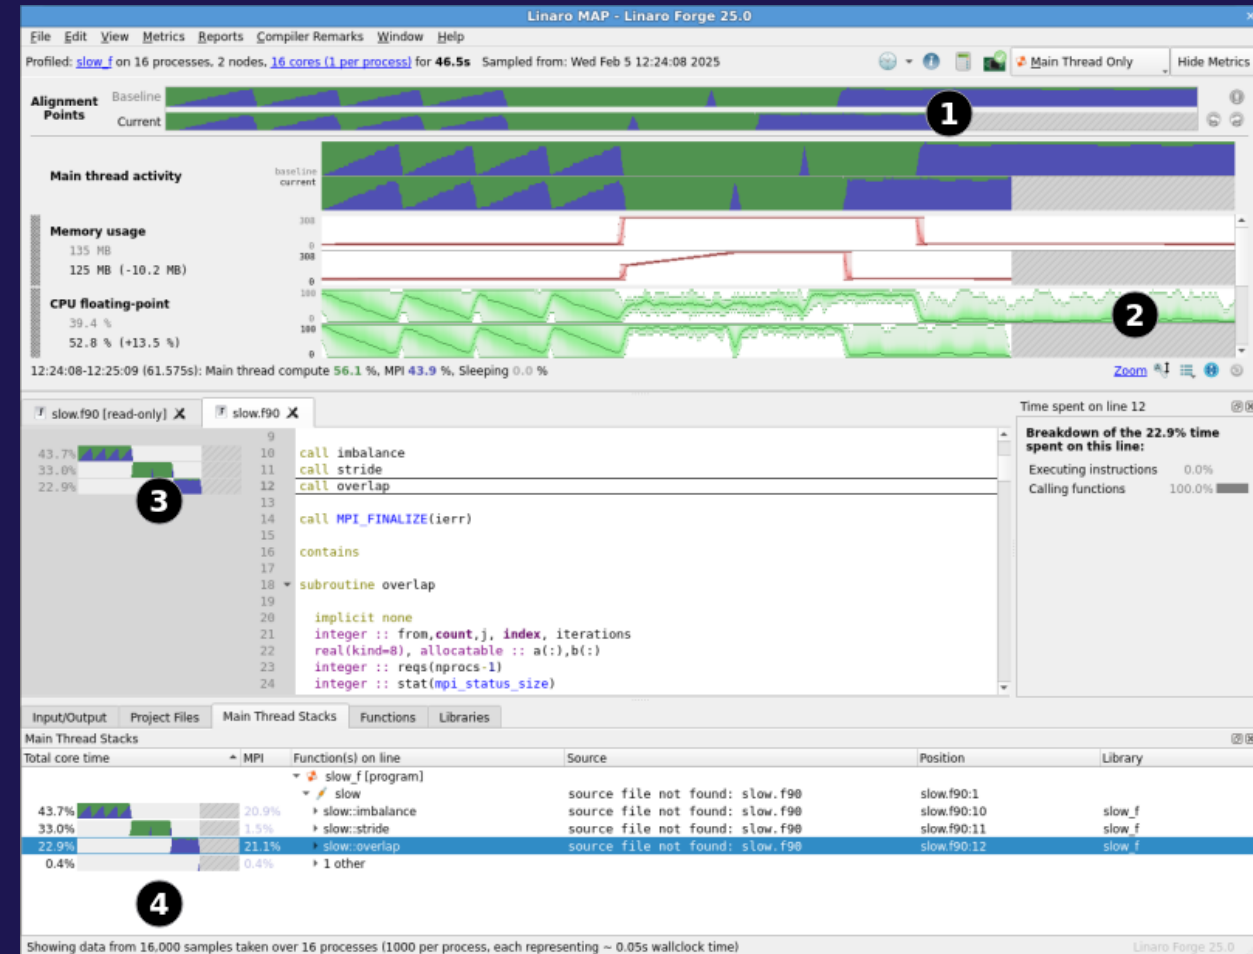 Linaro MAP - Linaro Forge 25.0
File Edit View Metrics Reports Compiler Remarks Window Help
Profiled: slow_f on 16 processes, 2 nodes, 16 cores (1 per process) for 46.5s Sampled from: Wed Feb 5 12:24:08 2025 Main Thread Only Hide Metrics
Alignment Points
Baseline
Current
1
Main thread activity
baseline
current
Memory usage
135 MB
125 MB (-10.2 MB)
308
0
308
0
CPU floating-point
39.4 %
52.8 % (+13.5 %)
100
0
100
0
2
12:24:08-12:25:09 (61.575s): Main thread compute 56.1 %, MPI 43.9 %, Sleeping 0.0 % Zoom
slow.f90 [read-only] X slow.f90 X
9
43.7% 10 call imbalance
33.0% 11 call stride
22.9% 12 call overlap
3
13
14 call MPI_FINALIZE(ierr)
15
16 contains
17
18 subroutine overlap
19
20 implicit none
21 integer :: from,count,j, index, iterations
22 real(kind=8), allocatable :: a(:),b(:)
23 integer :: reqs(nprocs-1)
24 integer :: stat(mpi_status_size)
Time spent on line 12
Breakdown of the 22.9% time
spent on this line:
Executing instructions 0.0%
Calling functions 100.0%
Input/Output Project Files Main Thread Stacks Functions Libraries
Main Thread Stacks
Total core time MPI Function(s) on line Source Position Library
slow_f [program]
slow source file not found: slow.f90 slow.f90:1
43.7% 20.9% slow::imbalance source file not found: slow.f90 slow.f90:10 slow_f
33.0% 1.5% slow::stride source file not found: slow.f90 slow.f90:11 slow_f
22.9% 21.1% slow::overlap source file not found: slow.f90 slow.f90:12 slow_f
0.4% 0.4% 1 other
4
Showing data from 16,000 samples taken over 16 processes (1000 per process, each representing ~ 0.05s wallclock time) Linaro Forge 25.0